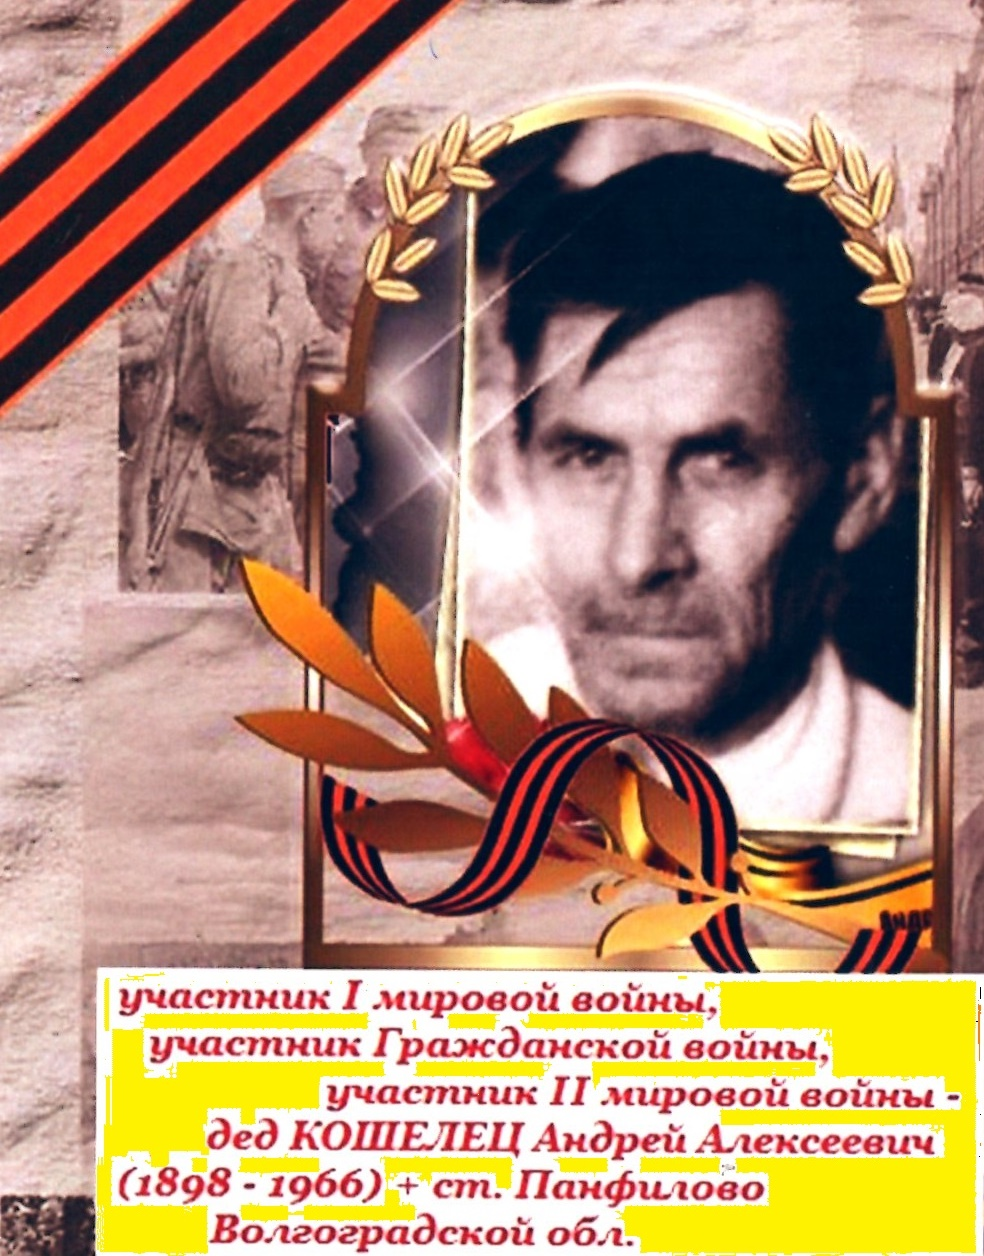 участник I мировой войны,
участник Гражданской войны,
участник II мировой войны -
дед КОШЕЛЕЦ Андрей Алексеевич
(1898 - 1966) + ст. Панфилово
Волгоградской обл.